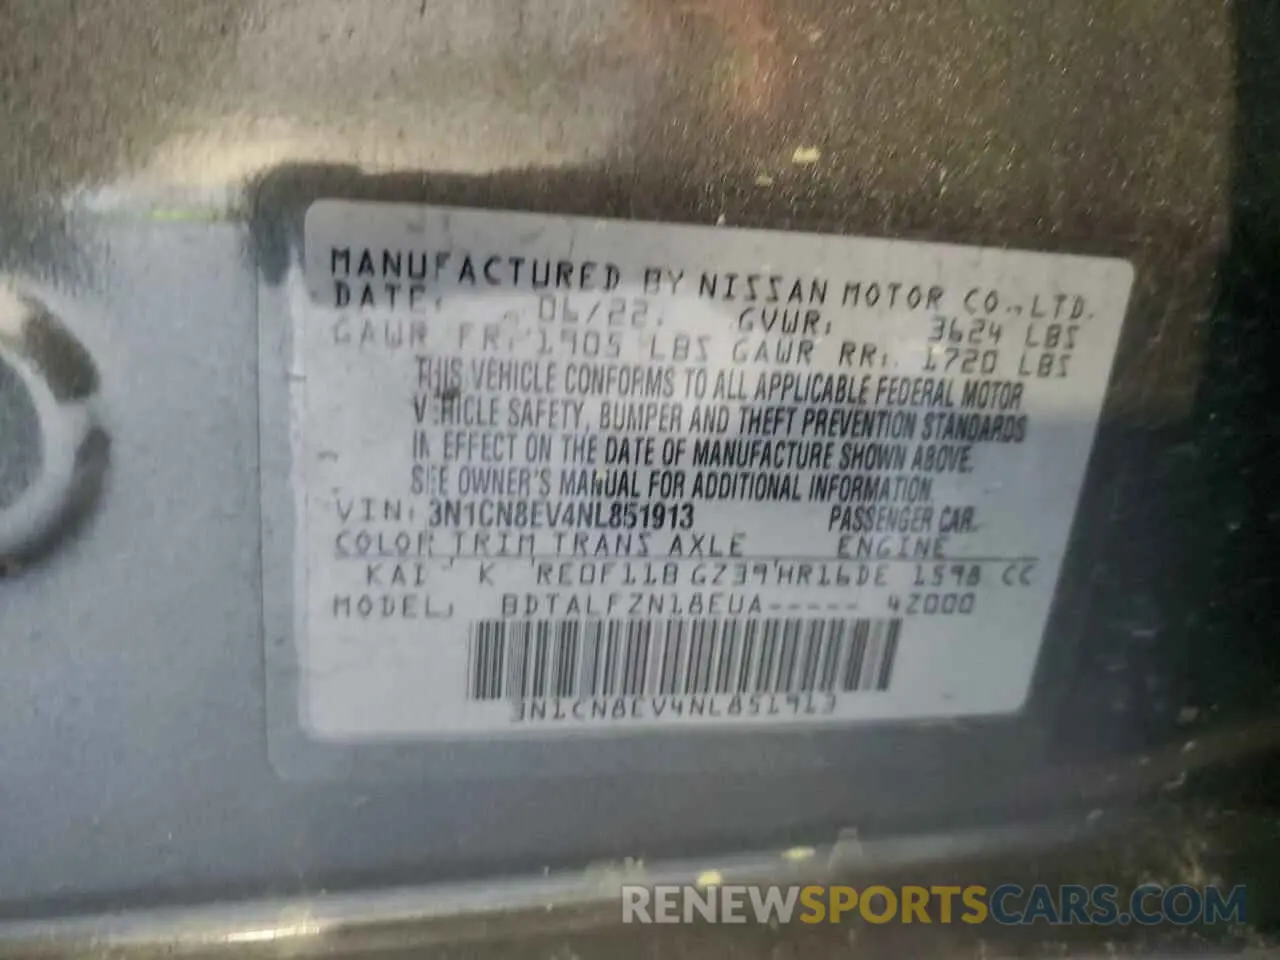 MANUFACTURED BY NISSAN MOTOR CO., LTD.
DATE: 06/22. GVWR: 3624 LBS
GAWR FR: 1905 LBS GAWR RR: 1720 LBS
THIS VEHICLE CONFORMS TO ALL APPLICABLE FEDERAL MOTOR
VEHICLE SAFETY, BUMPER AND THEFT PREVENTION STANDARDS
IN EFFECT ON THE DATE OF MANUFACTURE SHOWN ABOVE.
SEE OWNER'S MANUAL FOR ADDITIONAL INFORMATION.
VIN: 3N1CN8EV4NL851913 PASSENGER CAR.
COLOR TRIM TRANS AXLE ENGINE
KAD K RE0F11B GZ39 HR16DE 1598 CC
MODEL: BDTALFZN18EUA----- 4Z000
3N1CN8EV4NL851913
RENEWSPORTSCARS.COM